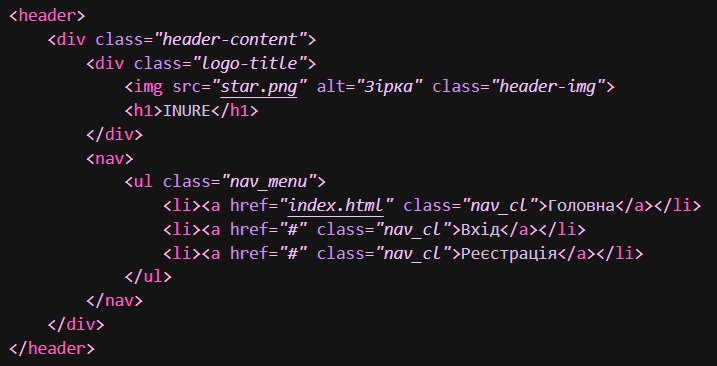 <header>
<div class="header-content">
<div class="logo-title">
<img src="star.png" alt="Зірка" class="header-img">
<h1>INURE</h1>
</div>
<nav>
<ul class="nav_menu">
<li><a href="index.html" class="nav_cl">Головна</a></li>
<li><a href="#" class="nav_cl">Вхід</a></li>
<li><a href="#" class="nav_cl">Реєстрація</a></li>
</ul>
</nav>
</div>
</header>